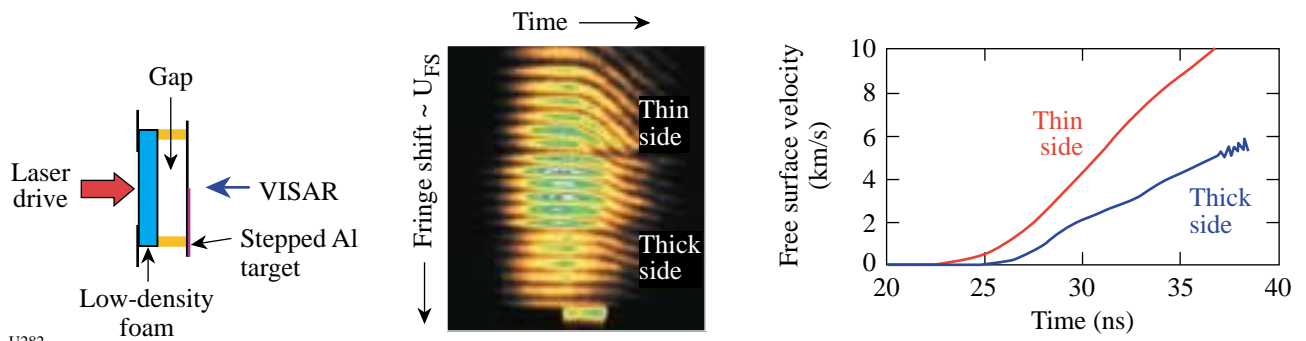 Gap
Laser
drive
VISAR
Stepped Al
target
Low-density
foam
Time
Fringe shift ~ U_FS
Thin
side
Thick
side
Free surface velocity
(km/s)
10
8
6
4
2
0
Thin
side
Thick
side
20
25
30
35
40
Time (ns)